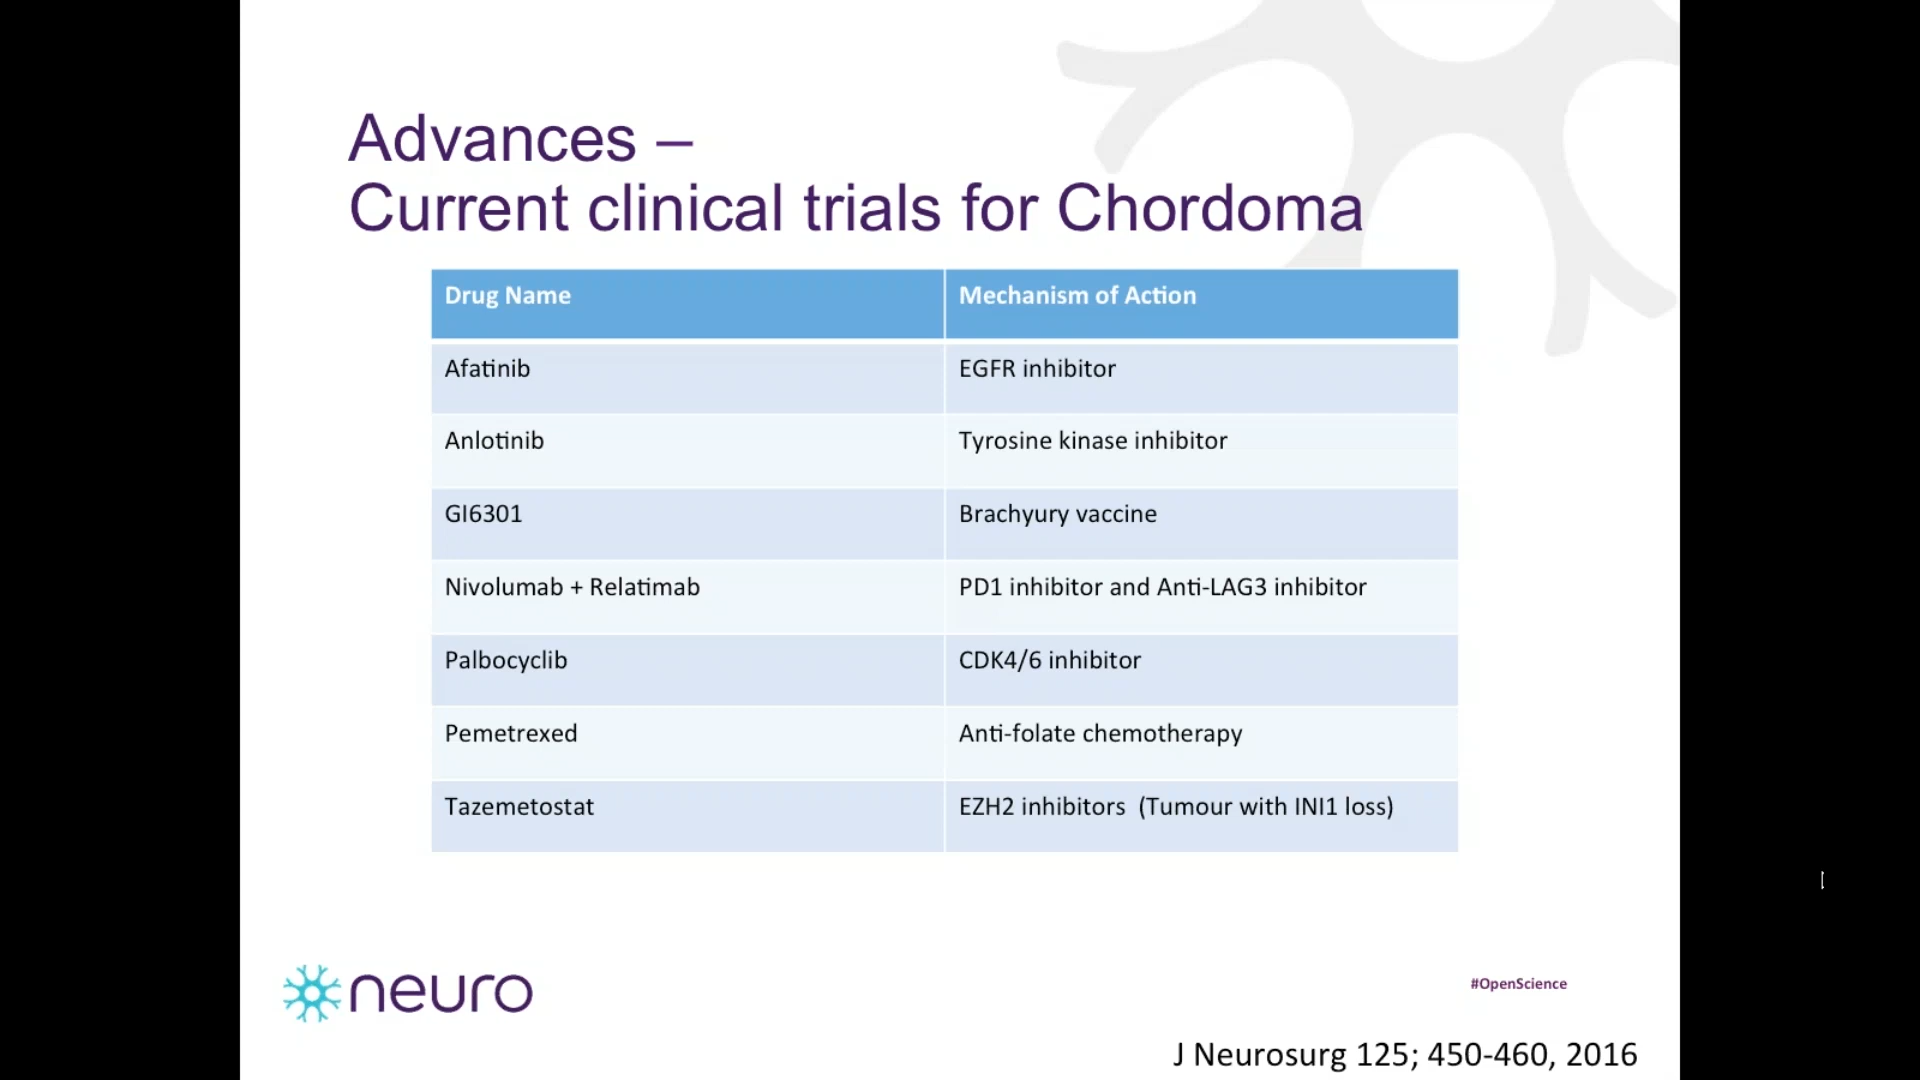 Advances –
Current clinical trials for Chordoma
Drug Name Mechanism of Action
Afatinib EGFR inhibitor
Anlotinib Tyrosine kinase inhibitor
GI6301 Brachyury vaccine
Nivolumab + Relatimab PD1 inhibitor and Anti-LAG3 inhibitor
Palbocyclib CDK4/6 inhibitor
Pemetrexed Anti-folate chemotherapy
Tazemetostat EZH2 inhibitors (Tumour with INI1 loss)
neuro
#OpenScience
J Neurosurg 125; 450-460, 2016